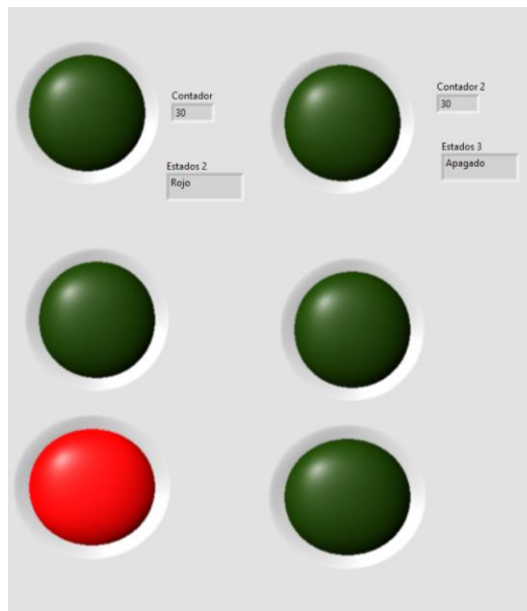 Contador
30
Estados 2
Rojo
Contador 2
30
Estados 3
Apagado